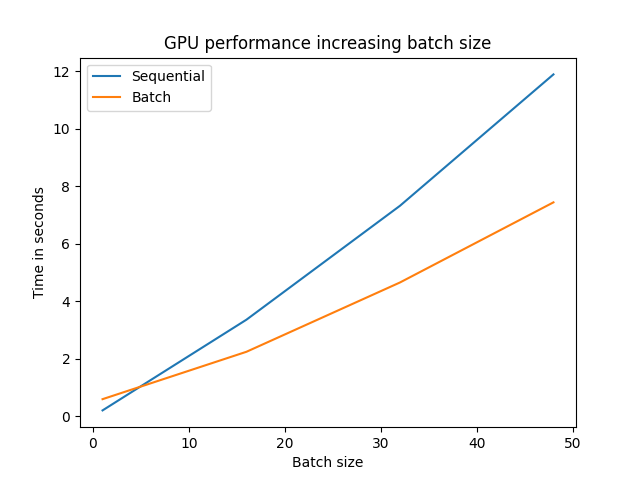 GPU performance increasing batch size
Sequential
Batch
Time in seconds
12
10
8
6
4
2
0
0 10 20 30 40 50
Batch size